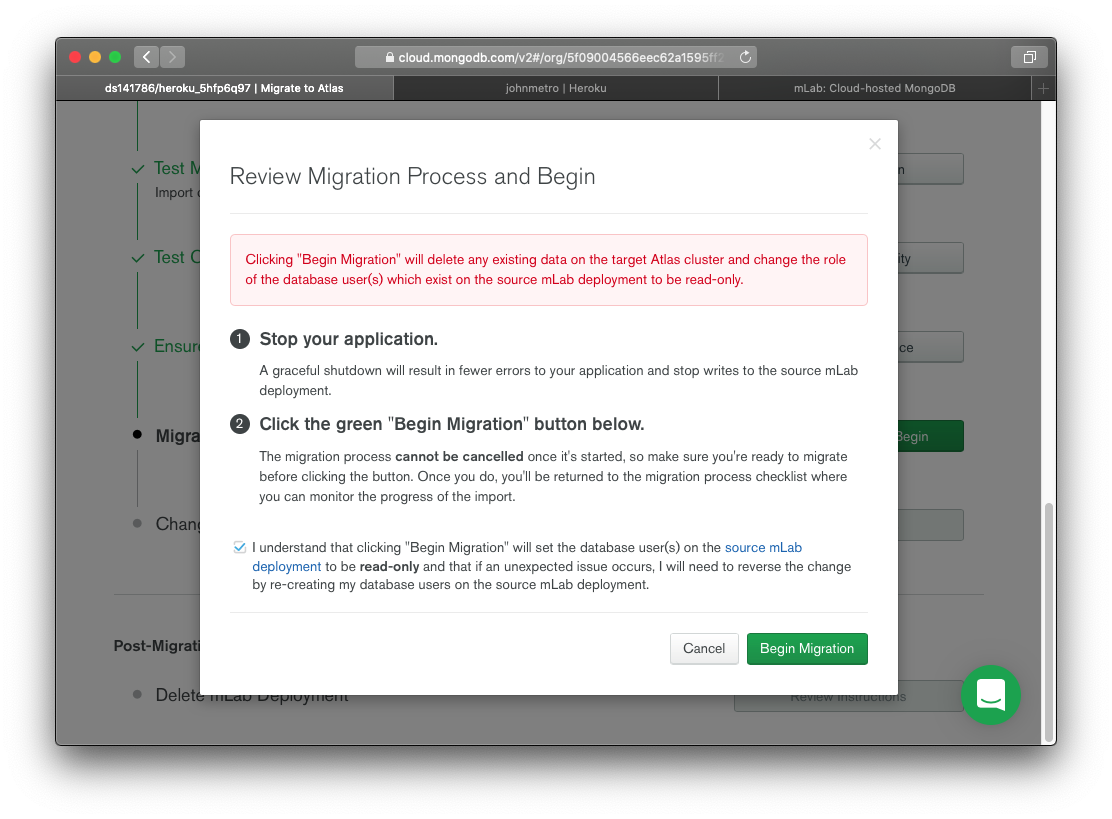 cloud.mongodb.com/v2#/org/5f09004566eec62a1595ff2
ds141786/heroku_5hfp6q97 | Migrate to Atlas
johnmetro | Heroku
mLab: Cloud-hosted MongoDB
Test
Import
Review Migration Process and Begin
Clicking "Begin Migration" will delete any existing data on the target Atlas cluster and change the role
of the database user(s) which exist on the source mLab deployment to be read-only.
Test
1 Stop your application.
Ensure
A graceful shutdown will result in fewer errors to your application and stop writes to the source mLab
deployment.
2 Click the green "Begin Migration" button below.
Begin
The migration process cannot be cancelled once it's started, so make sure you're ready to migrate
before clicking the button. Once you do, you'll be returned to the migration process checklist where
you can monitor the progress of the import.
I understand that clicking "Begin Migration" will set the database user(s) on the source mLab
deployment to be read-only and that if an unexpected issue occurs, I will need to reverse the change
by re-creating my database users on the source mLab deployment.
Cancel
Begin Migration
Delete mLab Deployment
Review Instructions